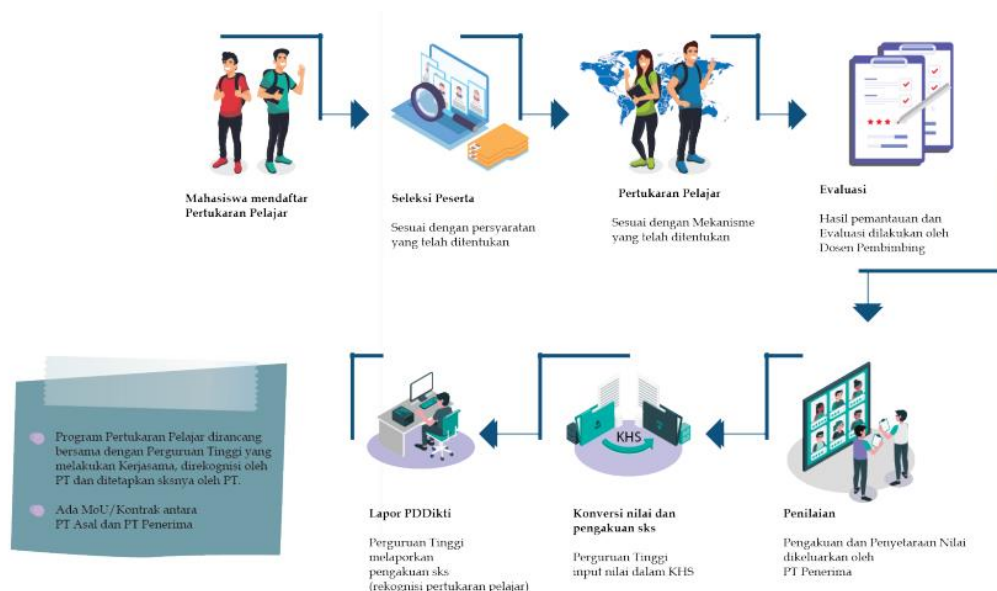 Mahasiswa mendaftar
Pertukaran Pelajar
Seleksi Peserta
Sesuai dengan persyaratan
yang telah ditentukan
Pertukaran Pelajar
Sesuai dengan Mekanisme
yang telah ditentukan
Evaluasi
Hasil pemantauan dan
Evaluasi dilakukan oleh
Dosen Pembimbing
Penilaian
Pengakuan dan Penyetaraan Nilai
dikeluarkan oleh
PT Penerima
KHS
Konversi nilai dan
pengakuan sks
Perguruan Tinggi
input nilai dalam KHS
Lapor PDDikti
Perguruan Tinggi
melaporkan
pengakuan sks
(rekognisi pertukaran pelajar)
Program Pertukaran Pelajar dirancang
bersama dengan Perguruan Tinggi yang
melakukan Kerjasama, direkognisi oleh
PT dan ditetapkan sksnya oleh PT.
Ada MoU/Kontrak antara
PT Asal dan PT Penerima